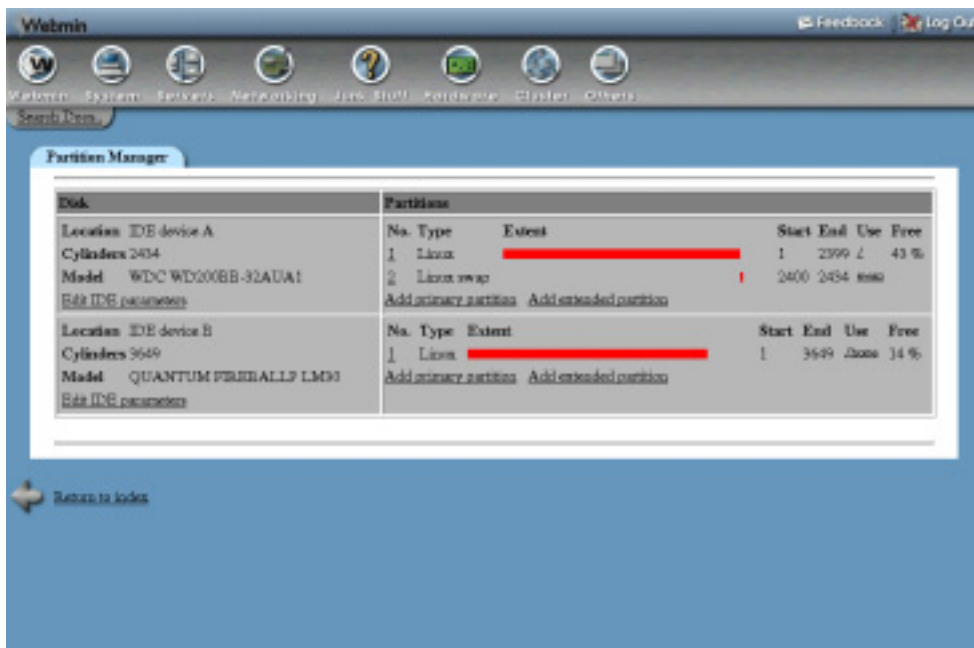 Webmin
Feedback Log Ou
Webmin System Servers Networking Junk Stuff Hardware Cluster Others
Search Docs..
Partition Manager
Disk Partitions
Location IDE device A
Cylinders 2434
Model WDC WD200BB-32AUA1
Edit IDE parameters
No. Type Extent Start End Use Free
1 Linux 1 2399 / 43 %
2 Linux swap 2400 2434
Add primary partition Add extended partition
Location IDE device B
Cylinders 3649
Model QUANTUM FIREBALLP LM30
Edit IDE parameters
No. Type Extent Start End Use Free
1 Linux 1 3649 /home 14 %
Add primary partition Add extended partition
Return to index